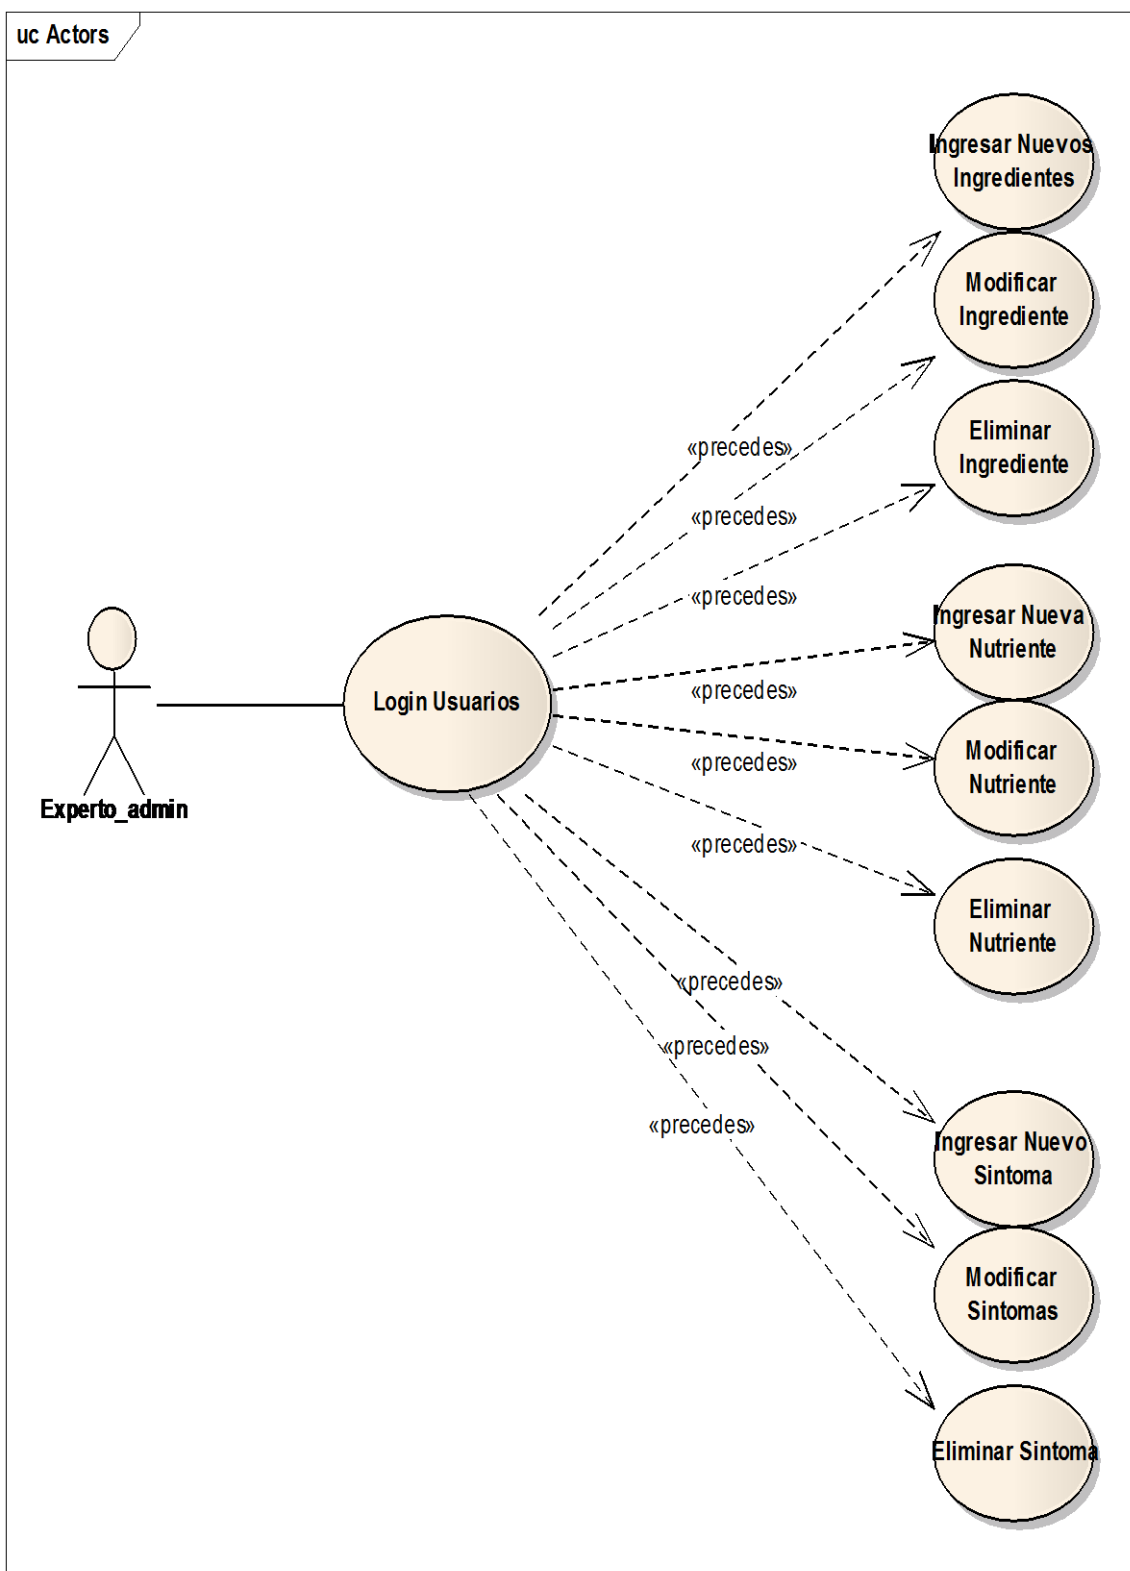 uc Actors
Ingresar Nuevos
Ingredientes
Modificar
Ingrediente
Eliminar
Ingrediente
«precedes»
«precedes»
«precedes»
Ingresar Nueva
Nutriente
«precedes»
Login Usuarios
Modificar
Nutriente
«precedes»
Experto_admin
«precedes»
Eliminar
Nutriente
«precedes»
«precedes»
«precedes»
Ingresar Nuevo
Sintoma
Modificar
Sintomas
Eliminar Sintoma